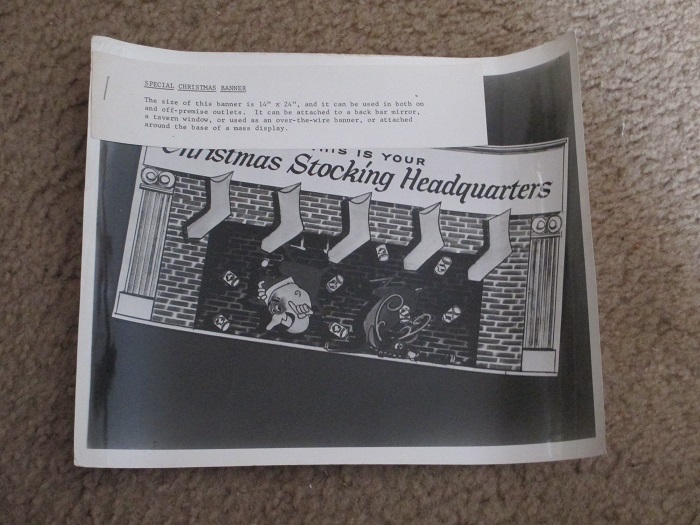 SPECIAL CHRISTMAS BANNER
The size of this banner is 14" x 24", and it can be used in both on
and off-premise outlets. It can be attached to a back bar mirror,
a tavern window, or used as an over-the-wire banner, or attached
around the base of a mass display.
THIS IS YOUR
Christmas Stocking Headquarters